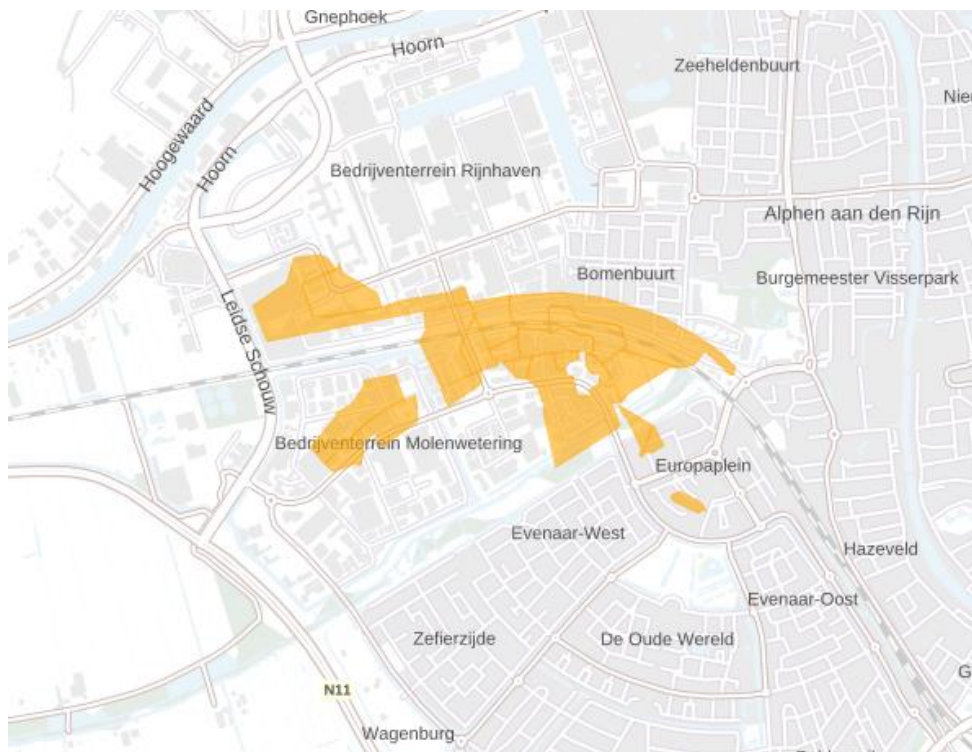 Gnephoek
Hoorn
Zeeheldenbuurt
Hoogewaard
Hoorn
Bedrijventerrein Rijnhaven
Alphen aan den Rijn
Bomenbuurt
Burgemeester Visserpark
Leidse Schouw
Bedrijventerrein Molenwetering
Europaplein
Evenaar-West
Hazeveld
Evenaar-Oost
Zefierzijde
De Oude Wereld
N11
Wagenburg